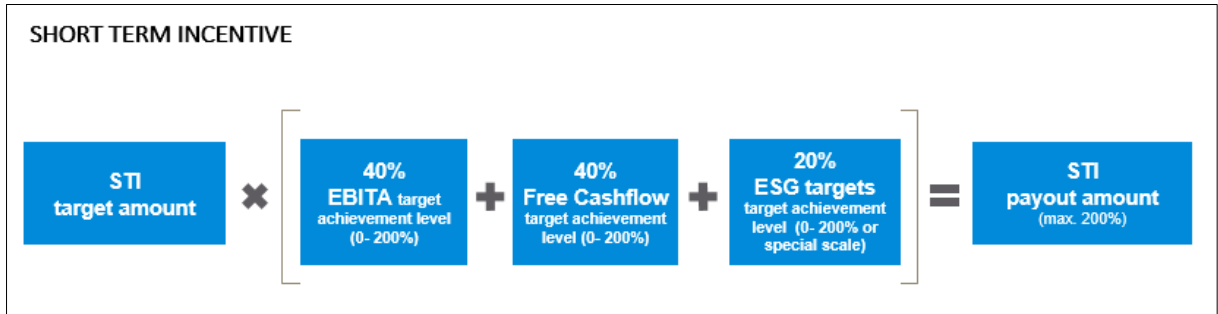 SHORT TERM INCENTIVE
STI
target amount
×
40%
EBITA target
achievement level
(0- 200%)
+
40%
Free Cashflow
target achievement
level (0- 200%)
+
20%
ESG targets
target achievement
level (0- 200% or
special scale)
=
STI
payout amount
(max. 200%)